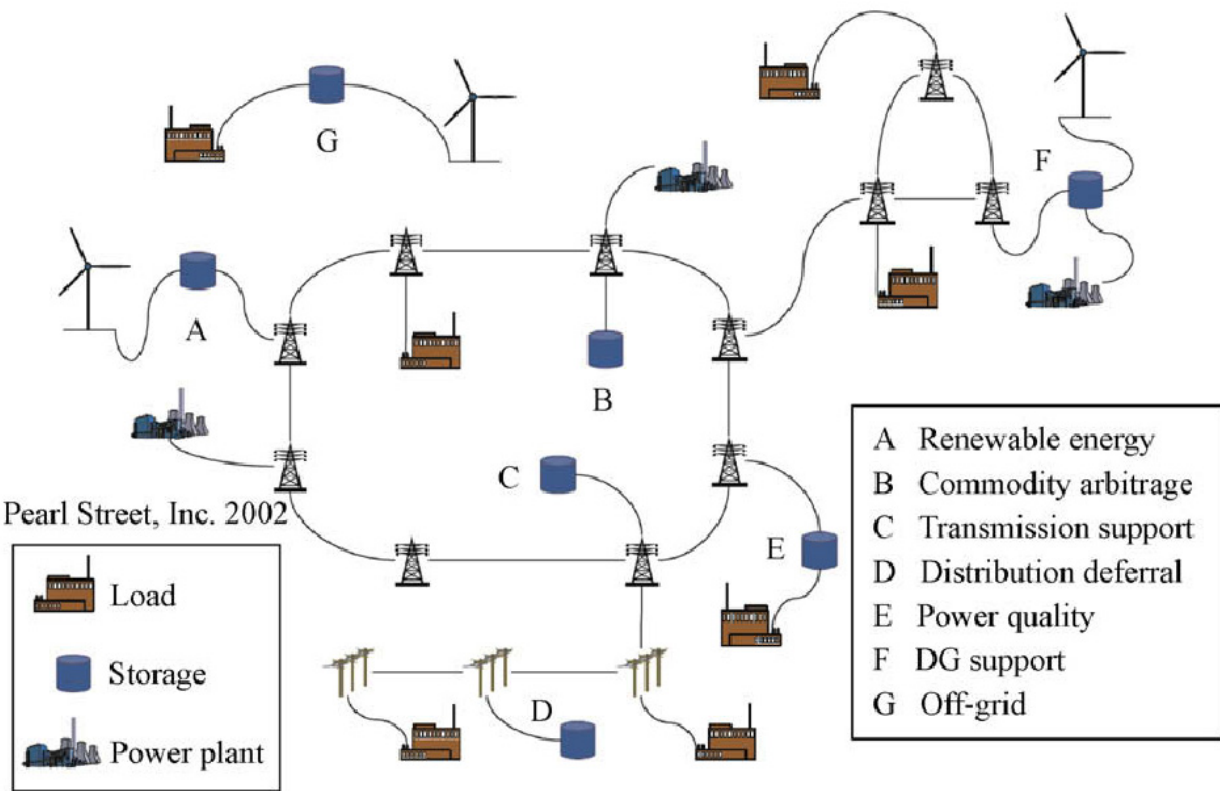 G
F
A
B
C
E
D
Pearl Street, Inc. 2002
Load
Storage
Power plant
A Renewable energy
B Commodity arbitrage
C Transmission support
D Distribution deferral
E Power quality
F DG support
G Off-grid